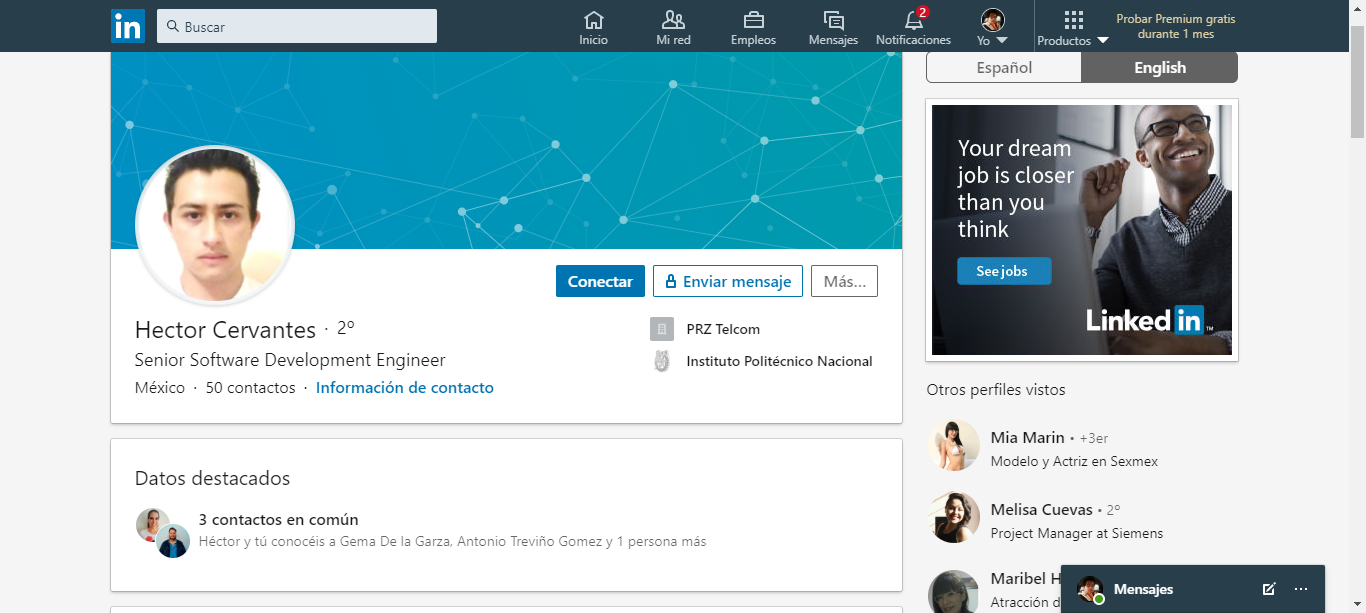 in
Buscar
Inicio
Mi red
Empleos
Mensajes
2
Notificaciones
Yo
Productos
Probar Premium gratis
durante 1 mes
Español
English
Your dream
job is closer
than you
think
See jobs
Linked in ™
Conectar
Enviar mensaje
Más...
Hector Cervantes · 2º
Senior Software Development Engineer
México · 50 contactos · Información de contacto
PRZ Telcom
Instituto Politécnico Nacional
Datos destacados
3 contactos en común
Héctor y tú conocéis a Gema De la Garza, Antonio Treviño Gomez y 1 persona más
Otros perfiles vistos
Mia Marin • +3er
Modelo y Actriz en Sexmex
Melisa Cuevas • 2º
Project Manager at Siemens
Maribel H
Atracción d
Mensajes